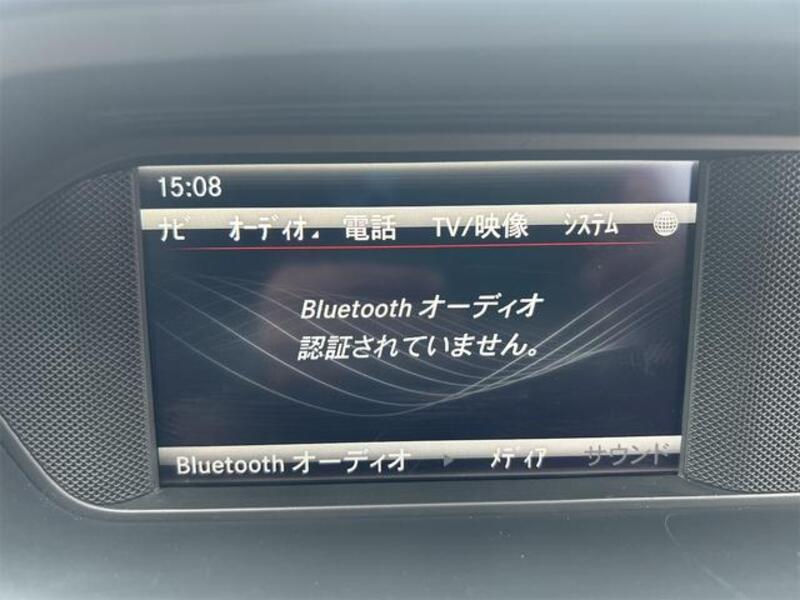 15:08
ナビ オーディオ 電話 TV/映像 システム
Bluetooth オーディオ
認証されていません。
Bluetooth オーディオ メディア サウンド